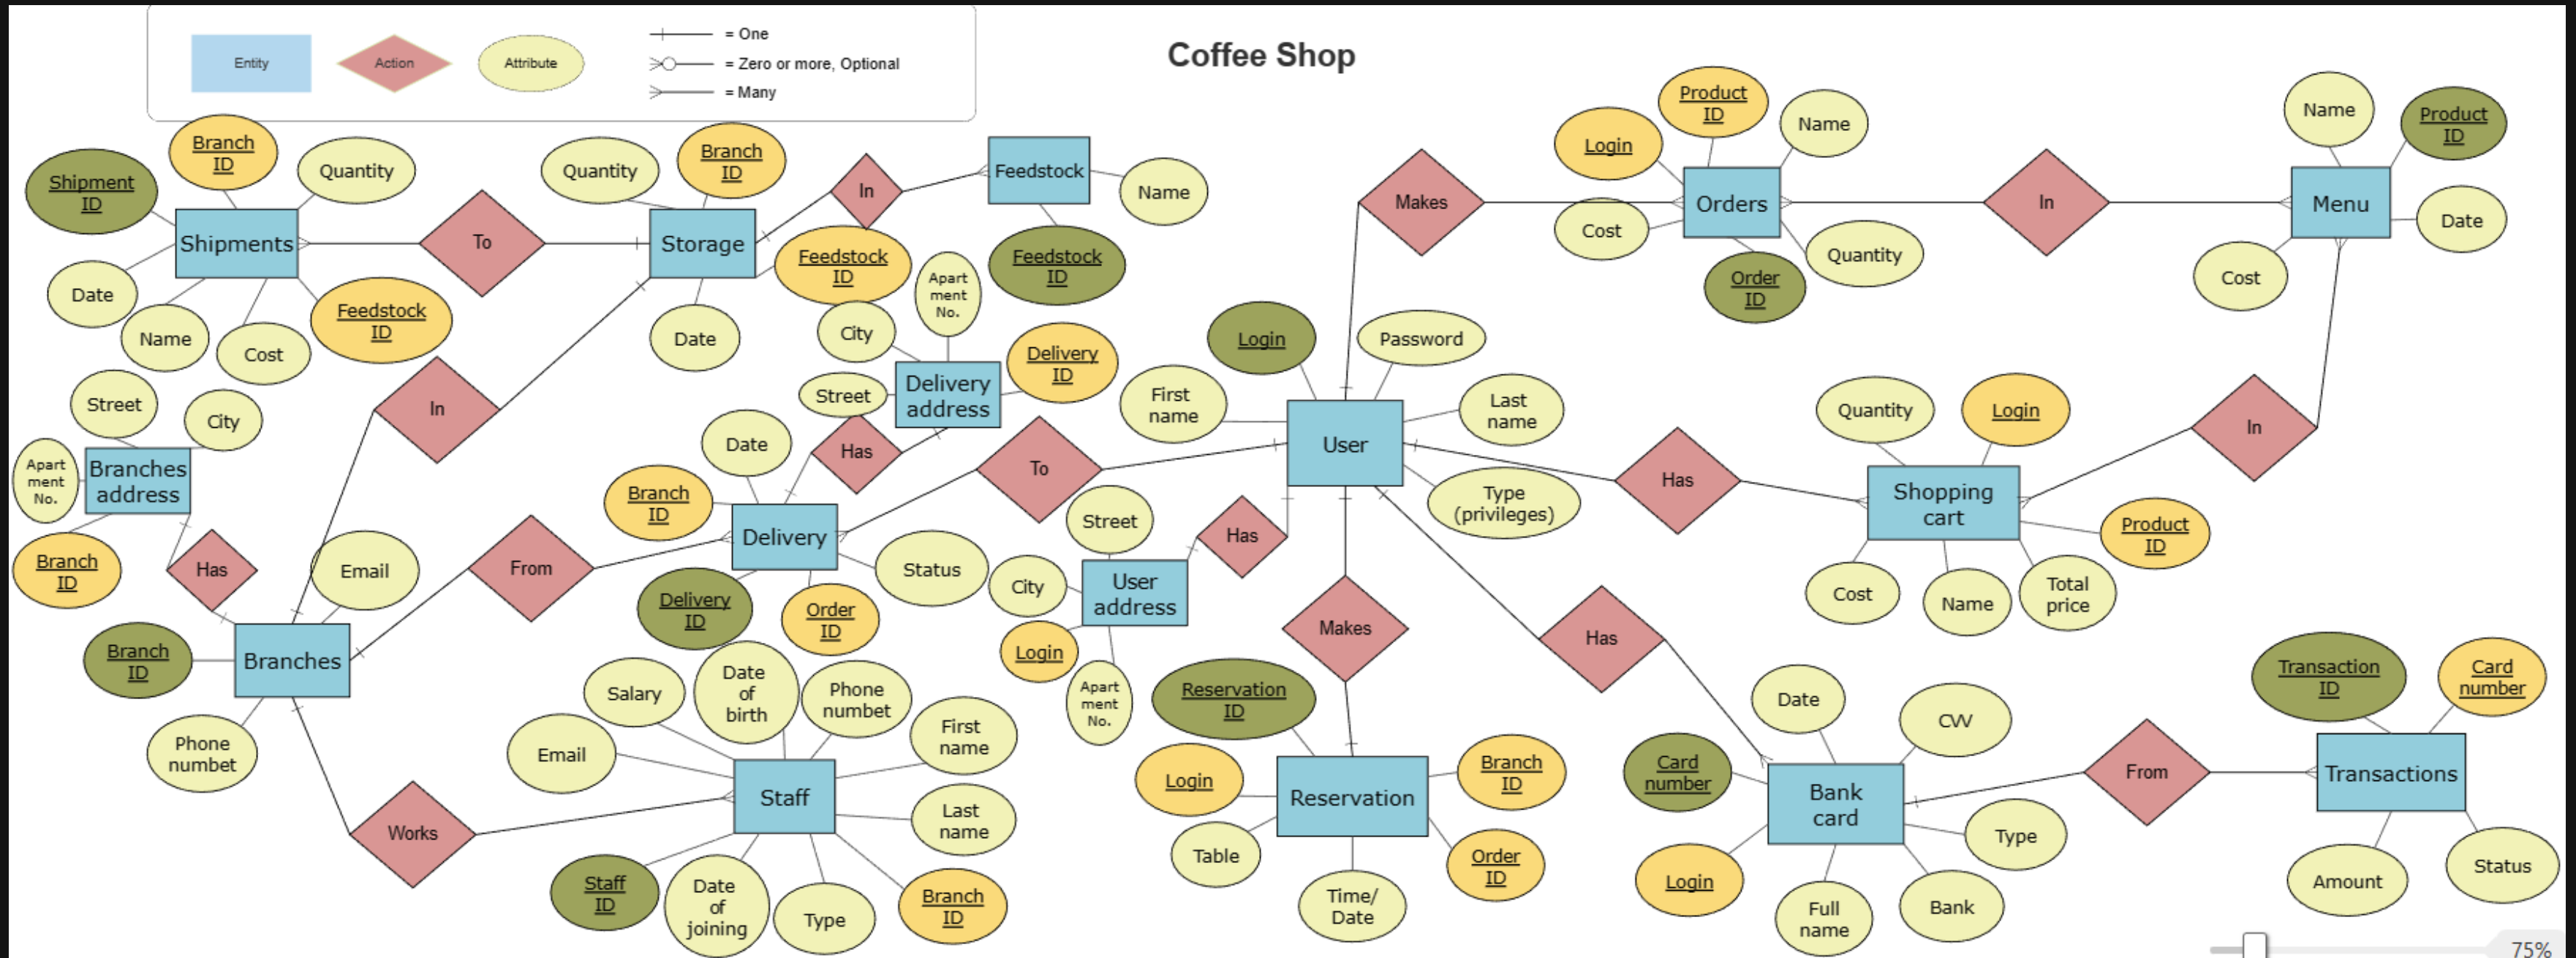 Coffee Shop
Entity
Action
Attribute
= One
= Zero or more, Optional
= Many
Shipments
Shipment
ID
Branch
ID
Quantity
Date
Name
Cost
Feedstock
ID
To
Storage
Quantity
Branch
ID
Feedstock
ID
Date
In
Feedstock
Name
Feedstock
ID
In
Branches
address
Street
City
Apart
ment
No.
Branch
ID
Has
Branches
Email
Branch
ID
Phone
numbet
From
Works
Delivery
address
City
Apart
ment
No.
Delivery
ID
Street
Has
Delivery
Date
Branch
ID
Status
Delivery
ID
Order
ID
To
Staff
Salary
Date
of
birth
Phone
numbet
Email
First
name
Last
name
Staff
ID
Date
of
joining
Type
Branch
ID
User
Login
Password
First
name
Last
name
Type
(privileges)
Has
User
address
Street
City
Login
Apart
ment
No.
Makes
Reservation
Reservation
ID
Login
Branch
ID
Table
Time/
Date
Order
ID
Makes
Orders
Login
Product
ID
Name
Cost
Quantity
Order
ID
In
Menu
Name
Product
ID
Date
Cost
In
Has
Shopping
cart
Quantity
Login
Product
ID
Cost
Name
Total
price
Has
Bank
card
Date
CVV
Card
number
Type
Login
Full
name
Bank
From
Transactions
Transaction
ID
Card
number
Amount
Status
75%